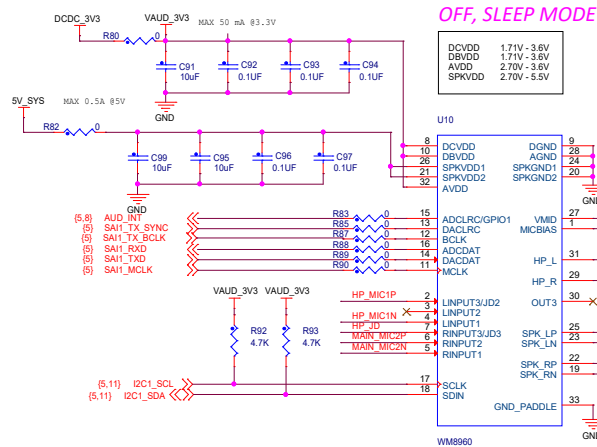 OFF, SLEEP MODE
DCDC_3V3
VAUD_3V3
MAX 50 mA @3.3V
R80
0
C91
10uF
C92
0.1UF
C93
0.1UF
C94
0.1UF
GND
DCVDD 1.71V - 3.6V
DBVDD 1.71V - 3.6V
AVDD 2.70V - 3.6V
SPKVDD 2.70V - 5.5V
5V_SYS
MAX 0.5A @5V
R82
0
C99
10uF
C95
10uF
C96
0.1UF
C97
0.1UF
GND
U10
8 DCVDD
10 DBVDD
26 SPKVDD1
21 SPKVDD2
32 AVDD
DGND 9
AGND 28
SPKGND1 24
SPKGND2 20
GND
{5,8} AUD_INT R83 0 15 ADCLRC/GPIO1
{5} SAI1_TX_SYNC R85 0 13 DACLRC
{5} SAI1_TX_BCLK R87 0 12 BCLK
{5} SAI1_RXD R88 0 16 ADCDAT
{5} SAI1_TXD R89 0 14 DACDAT
{5} SAI1_MCLK R90 0 11 MCLK
VMID 27
MICBIAS 1
HP_L 31
HP_R 29
OUT3 30
SPK_LP 25
SPK_LN 23
SPK_RP 22
SPK_RN 19
GND_PADDLE 33
GND
VAUD_3V3
VAUD_3V3
R92
4.7K
R93
4.7K
HP_MIC1P 2 LINPUT3/JD2
3 LINPUT2
HP_MIC1N 4 LINPUT1
HP_JD 7 RINPUT3/JD3
MAIN_MIC2P 6 RINPUT2
MAIN_MIC2N 5 RINPUT1
{5,11} I2C1_SCL 17 SCLK
{5,11} I2C1_SDA 18 SDIN
WM8960